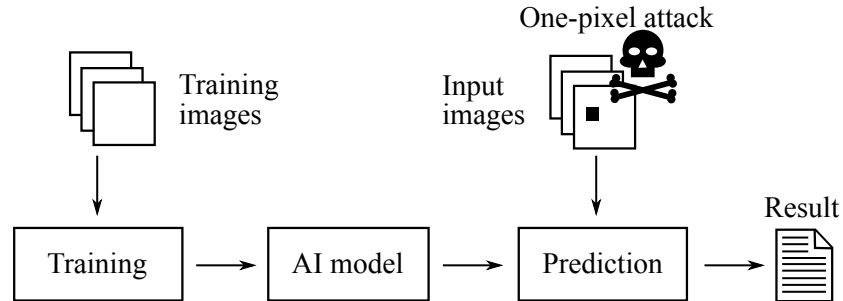 One-pixel attack
Training
images
Input
images
Result
Training
AI model
Prediction